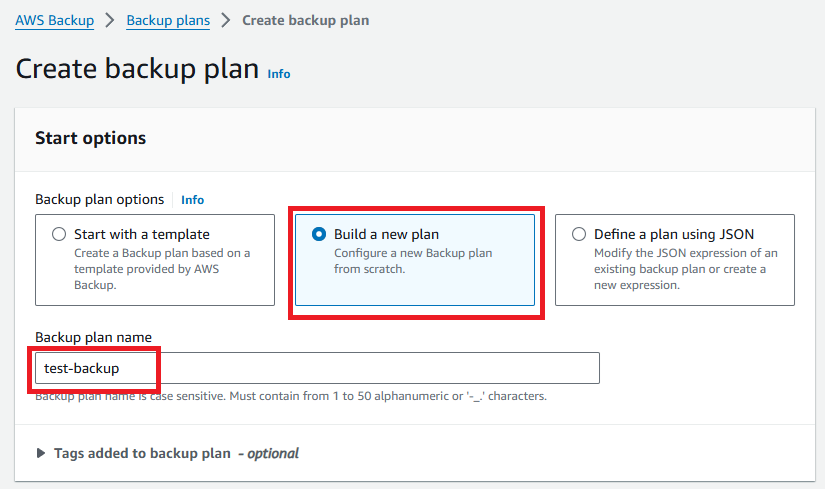 AWS Backup > Backup plans > Create backup plan
Create backup plan Info
Start options
Backup plan options Info
Start with a template
Create a Backup plan based on a
template provided by AWS
Backup.
Build a new plan
Configure a new Backup plan
from scratch.
Define a plan using JSON
Modify the JSON expression of an
existing backup plan or create a
new expression.
Backup plan name
test-backup
Backup plan name is case sensitive. Must contain from 1 to 50 alphanumeric or '-_.' characters.
Tags added to backup plan - optional